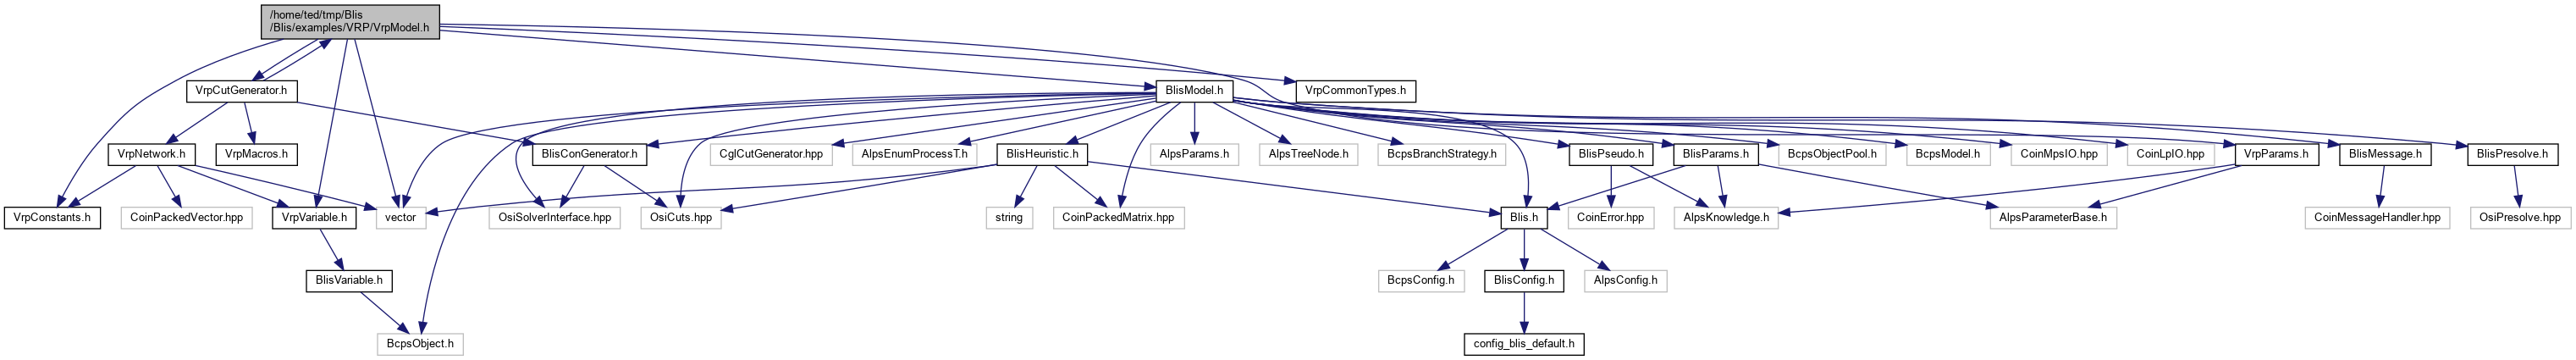 /home/ted/tmp/Blis
/Blis/examples/VRP/VrpModel.h
VrpCutGenerator.h
BlisModel.h
VrpCommonTypes.h
VrpNetwork.h
VrpMacros.h
BlisConGenerator.h
CglCutGenerator.hpp
AlpsEnumProcessT.h
BlisHeuristic.h
AlpsParams.h
AlpsTreeNode.h
BcpsBranchStrategy.h
BlisPseudo.h
BlisParams.h
BcpsObjectPool.h
BcpsModel.h
CoinMpsIO.hpp
CoinLpIO.hpp
VrpParams.h
BlisMessage.h
BlisPresolve.h
VrpConstants.h
CoinPackedVector.hpp
VrpVariable.h
vector
OsiSolverInterface.hpp
OsiCuts.hpp
string
CoinPackedMatrix.hpp
Blis.h
CoinError.hpp
AlpsKnowledge.h
AlpsParameterBase.h
CoinMessageHandler.hpp
OsiPresolve.hpp
BlisVariable.h
BcpsConfig.h
BlisConfig.h
AlpsConfig.h
BcpsObject.h
config_blis_default.h